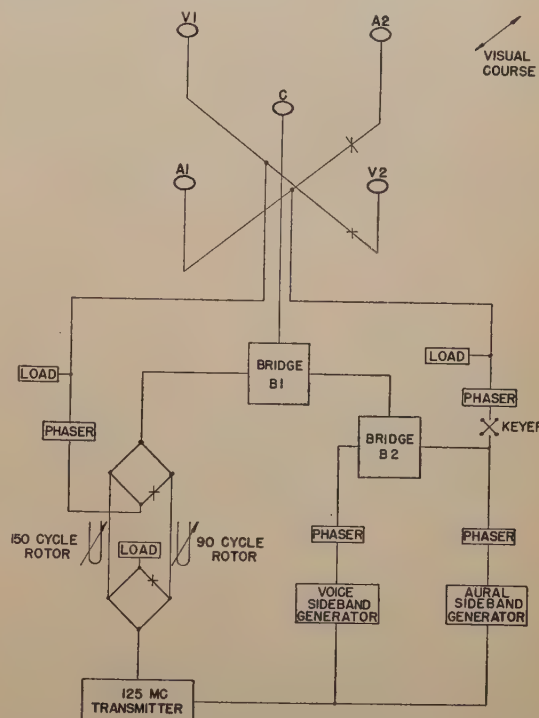 V1
A2
VISUAL
COURSE
C
A1
V2
LOAD
BRIDGE
B1
LOAD
PHASER
PHASER
BRIDGE
B2
KEYER
150 CYCLE
ROTOR
LOAD
90 CYCLE
ROTOR
PHASER
PHASER
VOICE
SIDEBAND
GENERATOR
AURAL
SIDEBAND
GENERATOR
125 MC
TRANSMITTER